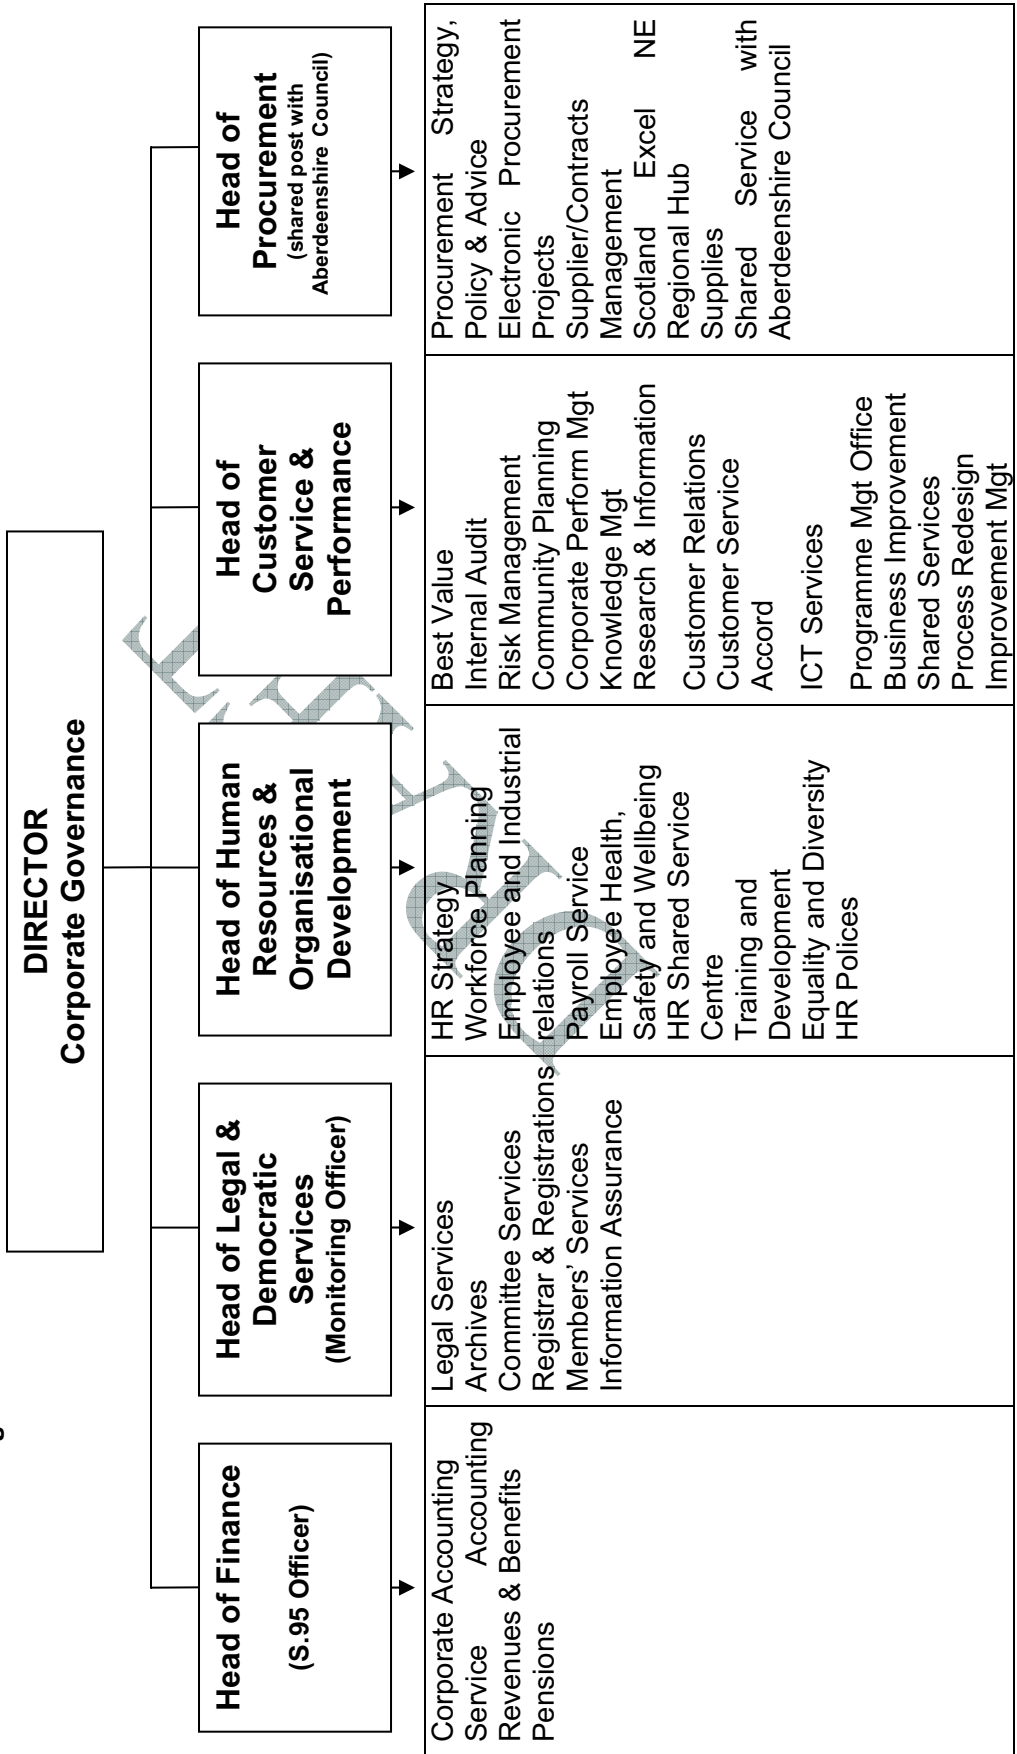 DIRECTOR
Corporate Governance
Head of Finance
(S.95 Officer)
Head of Legal &
Democratic
Services
(Monitoring Officer)
Head of Human
Resources &
Organisational
Development
Head of
Customer
Service &
Performance
Head of
Procurement
(shared post with
Aberdeenshire Council)
Corporate Accounting
Service Accounting
Revenues & Benefits
Pensions
Legal Services
Archives
Committee Services
Registrar & Registrations
Members' Services
Information Assurance
HR Strategy
Workforce Planning
Employee and Industrial
relations
Payroll Service
Employee Health,
Safety and Wellbeing
HR Shared Service
Centre
Training and
Development
Equality and Diversity
HR Polices
Best Value
Internal Audit
Risk Management
Community Planning
Corporate Perform Mgt
Knowledge Mgt
Research & Information
Customer Relations
Customer Service
Accord
ICT Services
Programme Mgt Office
Business Improvement
Shared Services
Process Redesign
Improvement Mgt
Procurement Strategy,
Policy & Advice
Electronic Procurement
Projects
Supplier/Contracts
Management
Scotland Excel NE
Regional Hub
Supplies
Shared Service with
Aberdeenshire Council
DRAFT